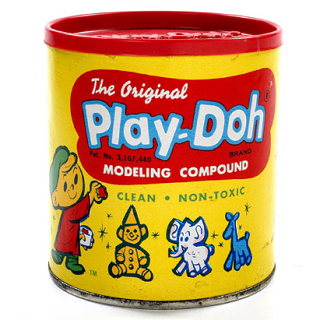 The Original
Play-Doh
Pat. No. 3,167,440 BRAND
MODELING COMPOUND
CLEAN • NON-TOXIC
TM